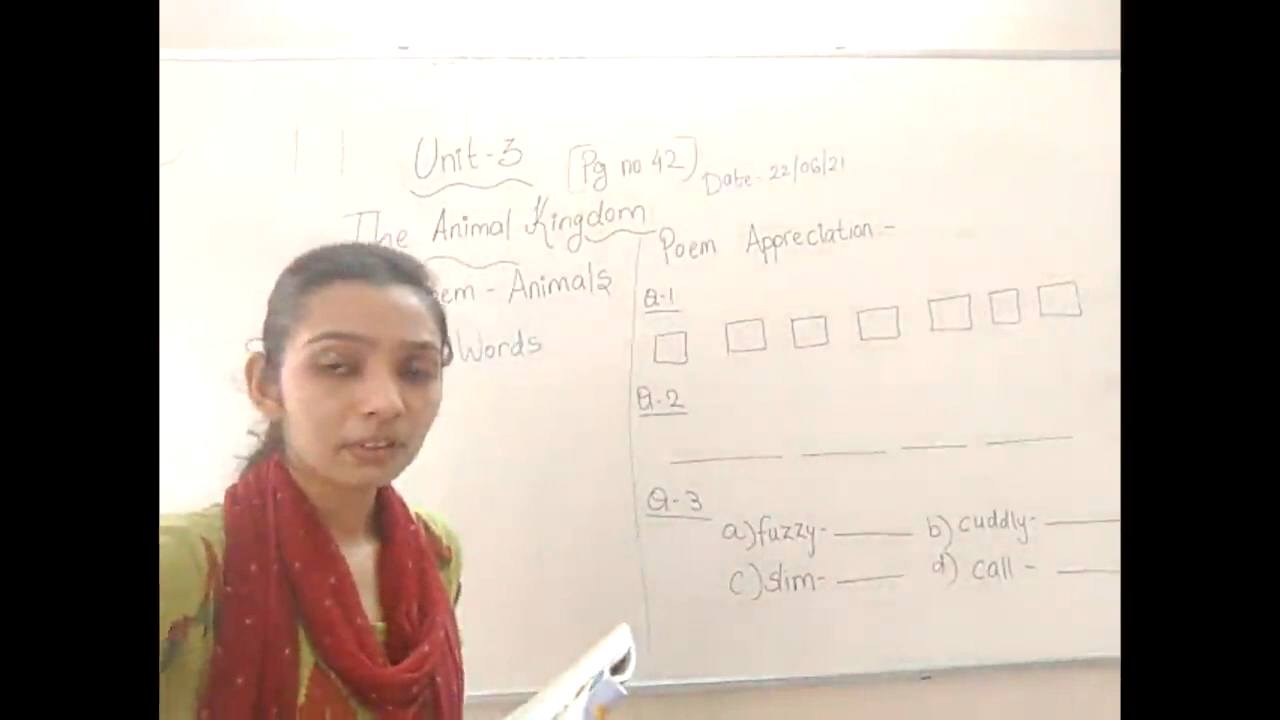 Unit-3 [Pg no 42]
Date- 22/06/21
The Animal Kingdom
Animals
Words
Poem Appreciation-
Q-1
Q-2
Q-3
a) fuzzy- b) cuddly-
c) slim- d) call -